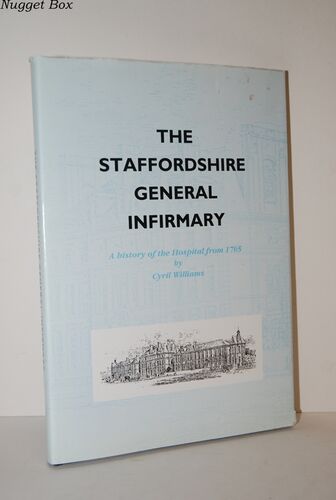 Nugget Box
THE
STAFFORDSHIRE
GENERAL
INFIRMARY
A history of the Hospital from 1765
by
Cyril Williams